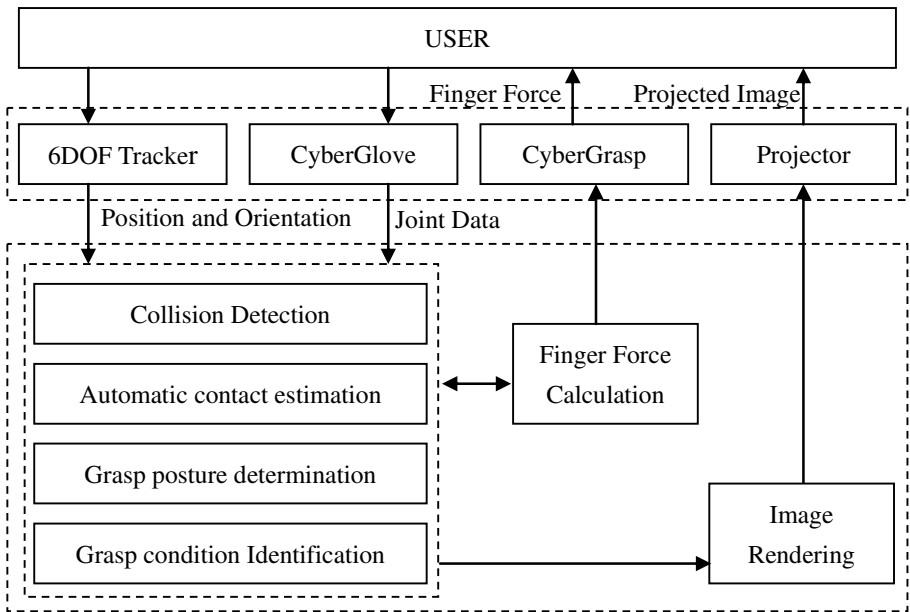 USER
Finger Force
Projected Image
6DOF Tracker
CyberGlove
CyberGrasp
Projector
Position and Orientation
Joint Data
Collision Detection
Automatic contact estimation
Grasp posture determination
Grasp condition Identification
Finger Force
Calculation
Image
Rendering